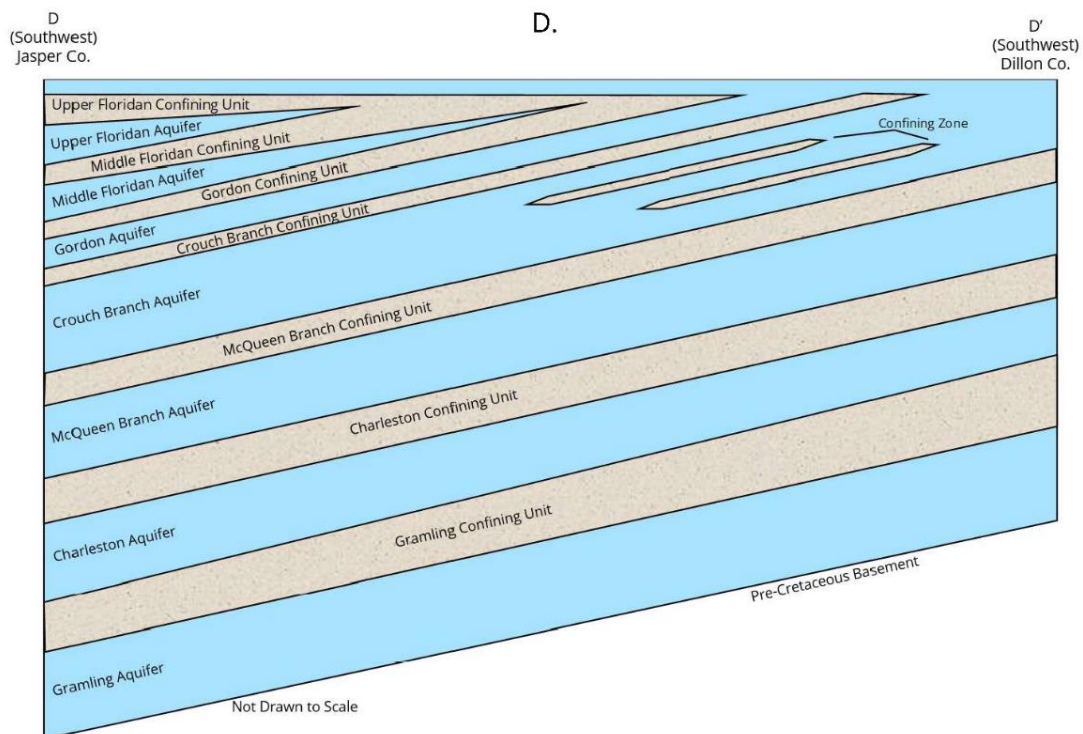 D
(Southwest)
Jasper Co.
D.
D'
(Southwest)
Dillon Co.
Upper Floridan Confining Unit
Upper Floridan Aquifer
Confining Zone
Middle Floridan Confining Unit
Middle Floridan Aquifer
Gordon Confining Unit
Gordon Aquifer
Crouch Branch Confining Unit
Crouch Branch Aquifer
McQueen Branch Confining Unit
McQueen Branch Aquifer
Charleston Confining Unit
Charleston Aquifer
Gramling Confining Unit
Pre-Cretaceous Basement
Gramling Aquifer
Not Drawn to Scale